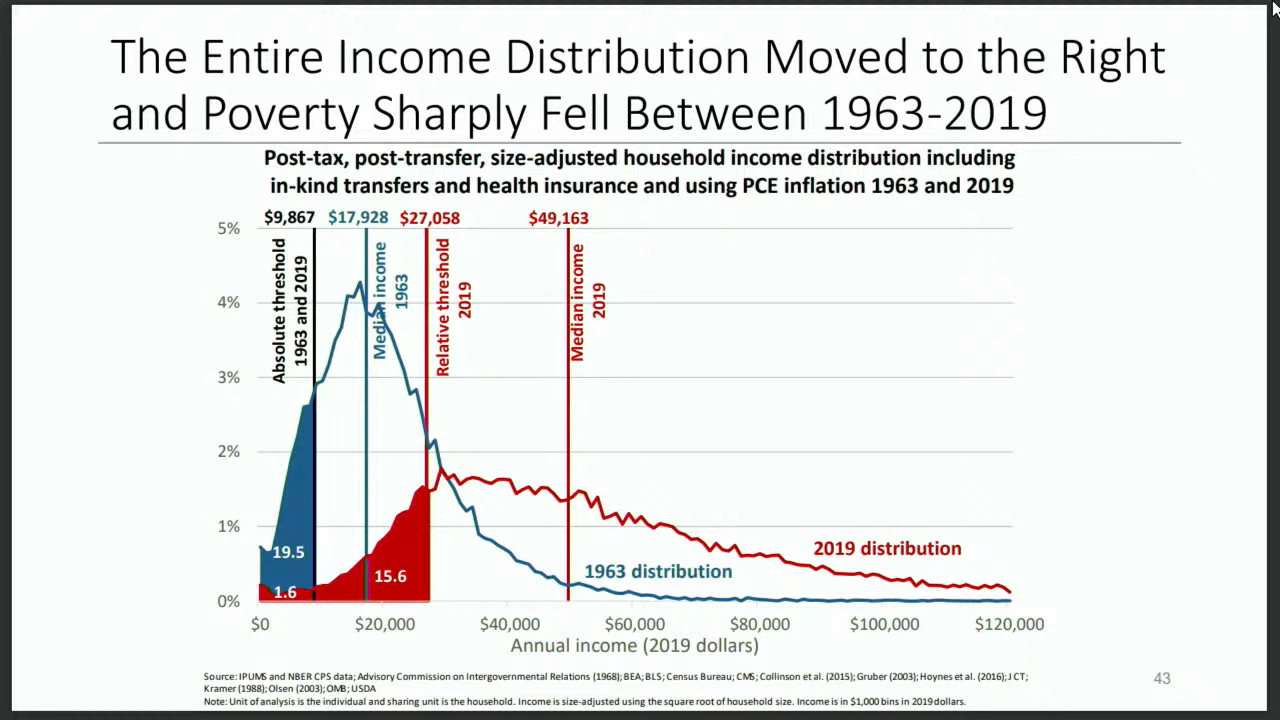 The Entire Income Distribution Moved to the Right
and Poverty Sharply Fell Between 1963-2019
Post-tax, post-transfer, size-adjusted household income distribution including
in-kind transfers and health insurance and using PCE inflation 1963 and 2019
$9,867 $17,928 $27,058 $49,163
5%
4%
3%
2%
1%
0%
Absolute threshold
1963 and 2019
Median income
1963
Relative threshold
2019
Median income
2019
19.5
1.6
15.6
2019 distribution
1963 distribution
$0 $20,000 $40,000 $60,000 $80,000 $100,000 $120,000
Annual income (2019 dollars)
Source: IPUMS and NBER CPS data; Advisory Commission on Intergovernmental Relations (1968); BEA; BLS; Census Bureau; CMS; Collinson et al. (2015); Gruber (2003); Hoynes et al. (2016); JCT;
Kramer (1988); Olsen (2003); OMB; USDA
Note: Unit of analysis is the individual and sharing unit is the household. Income is size-adjusted using the square root of household size. Income is in $1,000 bins in 2019 dollars.
43